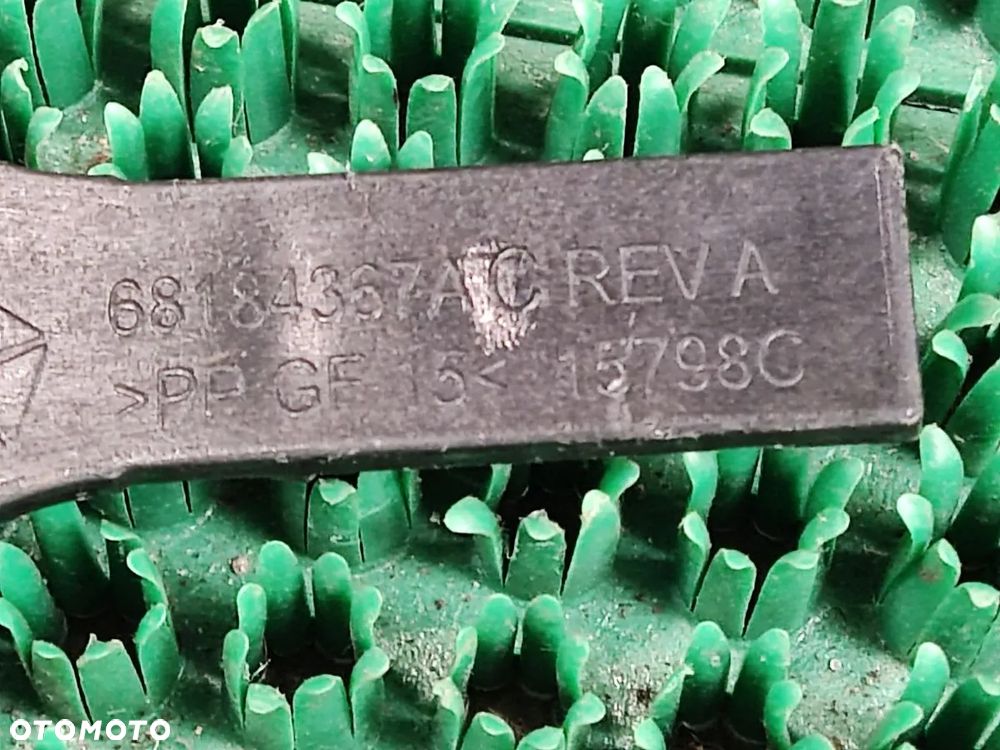 68184367AC REV A
>PP GF 15< 15798C
OTOMOTO